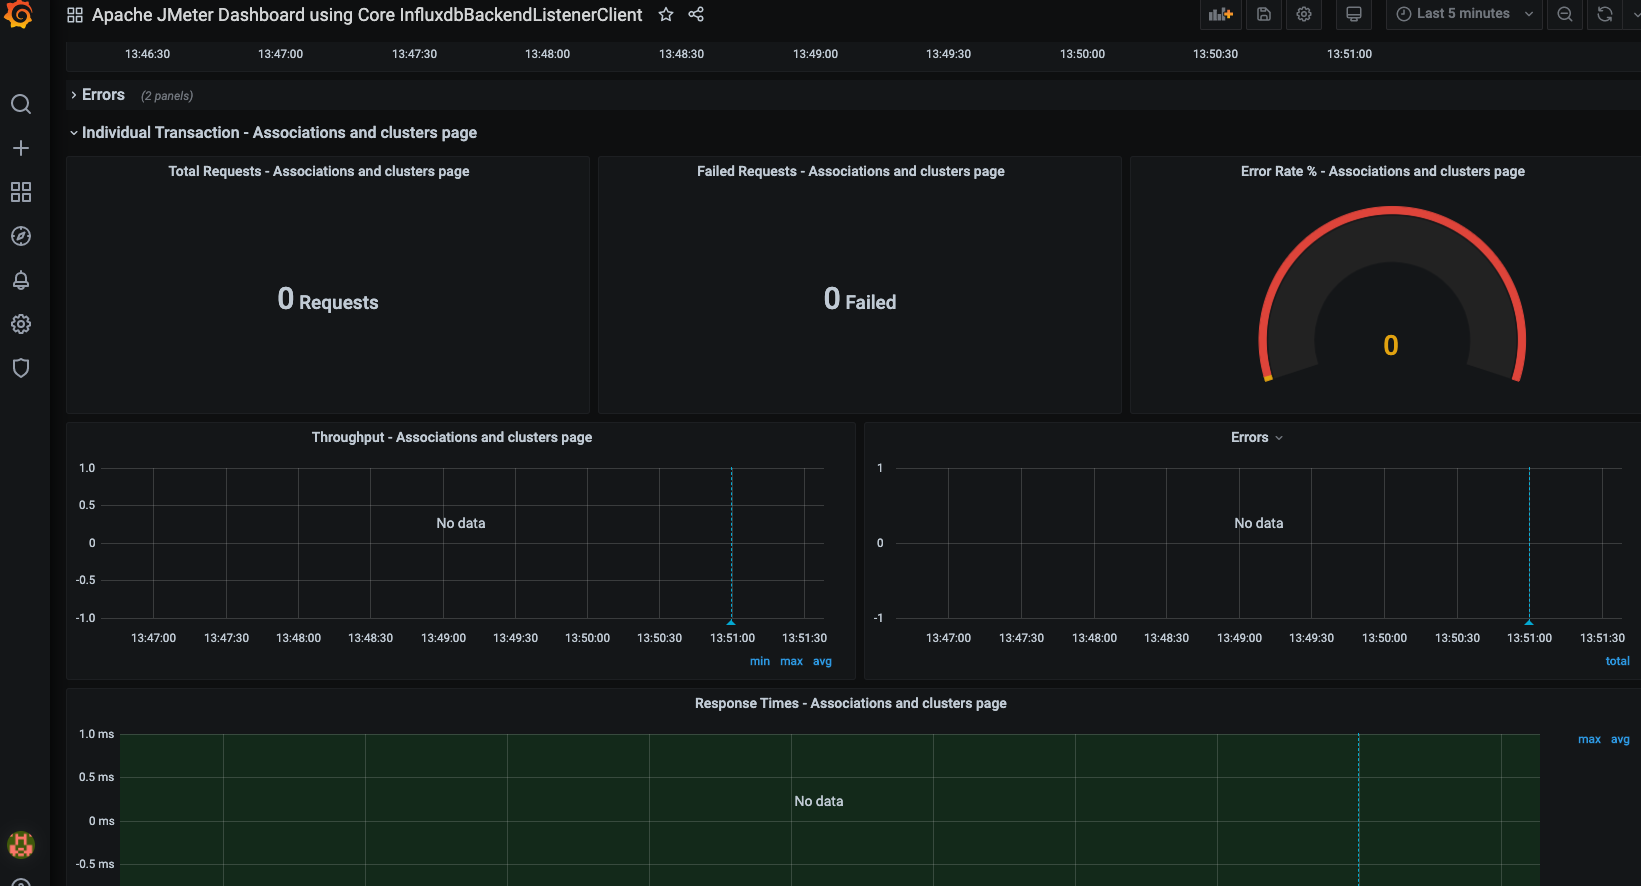 Apache JMeter Dashboard using Core InfluxdbBackendListenerClient
Last 5 minutes
13:46:30 13:47:00 13:47:30 13:48:00 13:48:30 13:49:00 13:49:30 13:50:00 13:50:30 13:51:00
Errors (2 panels)
Individual Transaction - Associations and clusters page
Total Requests - Associations and clusters page
0 Requests
Failed Requests - Associations and clusters page
0 Failed
Error Rate % - Associations and clusters page
0
Throughput - Associations and clusters page
1.0
0.5
No data
0
-0.5
-1.0
13:47:00 13:47:30 13:48:00 13:48:30 13:49:00 13:49:30 13:50:00 13:50:30 13:51:00 13:51:30
min max avg
Errors
1
No data
0
-1
13:47:00 13:47:30 13:48:00 13:48:30 13:49:00 13:49:30 13:50:00 13:50:30 13:51:00 13:51:30
total
Response Times - Associations and clusters page
1.0 ms
max avg
0.5 ms
No data
0 ms
-0.5 ms